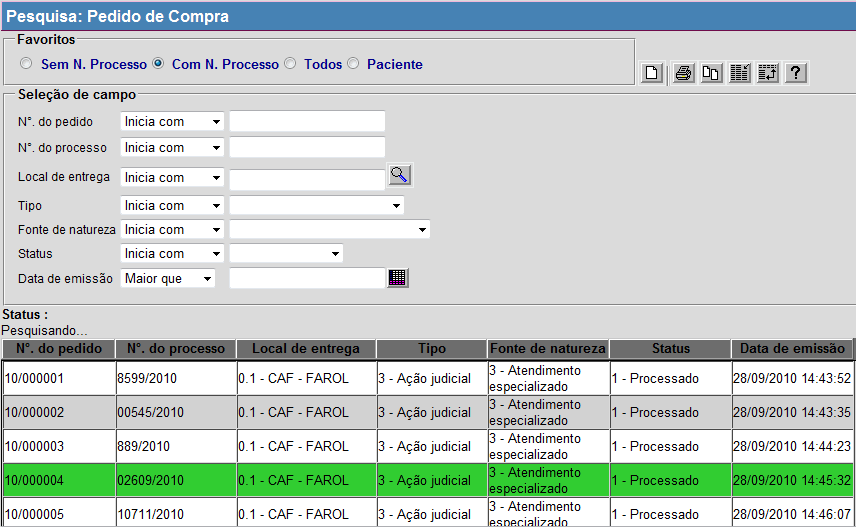 Pesquisa: Pedido de Compra
Favoritos
Sem N. Processo Com N. Processo Todos Paciente
?
Seleção de campo
N°. do pedido Inicia com
N°. do processo Inicia com
Local de entrega Inicia com
Tipo Inicia com
Fonte de natureza Inicia com
Status Inicia com
Data de emissão Maior que
Status :
Pesquisando...
N°. do pedido N°. do processo Local de entrega Tipo Fonte de natureza Status Data de emissão
10/000001 8599/2010 0.1 - CAF - FAROL 3 - Ação judicial 3 - Atendimento especializado 1 - Processado 28/09/2010 14:43:52
10/000002 00545/2010 0.1 - CAF - FAROL 3 - Ação judicial 3 - Atendimento especializado 1 - Processado 28/09/2010 14:43:35
10/000003 889/2010 0.1 - CAF - FAROL 3 - Ação judicial 3 - Atendimento especializado 1 - Processado 28/09/2010 14:44:23
10/000004 02609/2010 0.1 - CAF - FAROL 3 - Ação judicial 3 - Atendimento especializado 1 - Processado 28/09/2010 14:45:32
10/000005 10711/2010 0.1 - CAF - FAROL 3 - Ação judicial 3 - Atendimento especializado 1 - Processado 28/09/2010 14:46:07